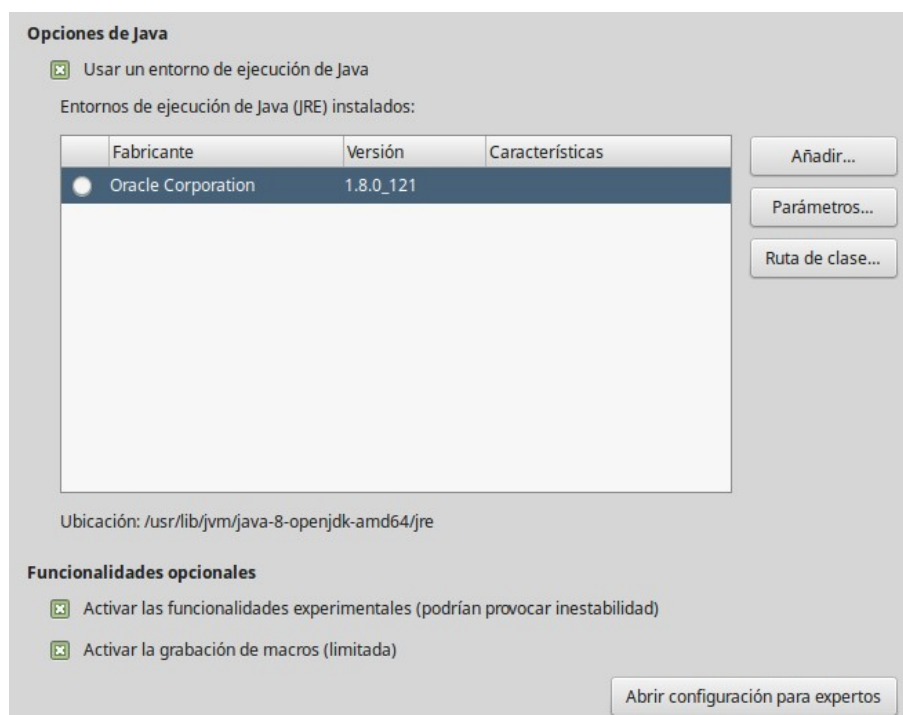 Opciones de Java
Usar un entorno de ejecución de Java
Entornos de ejecución de Java (JRE) instalados:
Fabricante Versión Características
Añadir...
Oracle Corporation 1.8.0_121
Parámetros...
Ruta de clase...
Ubicación: /usr/lib/jvm/java-8-openjdk-amd64/jre
Funcionalidades opcionales
Activar las funcionalidades experimentales (podrían provocar inestabilidad)
Activar la grabación de macros (limitada)
Abrir configuración para expertos